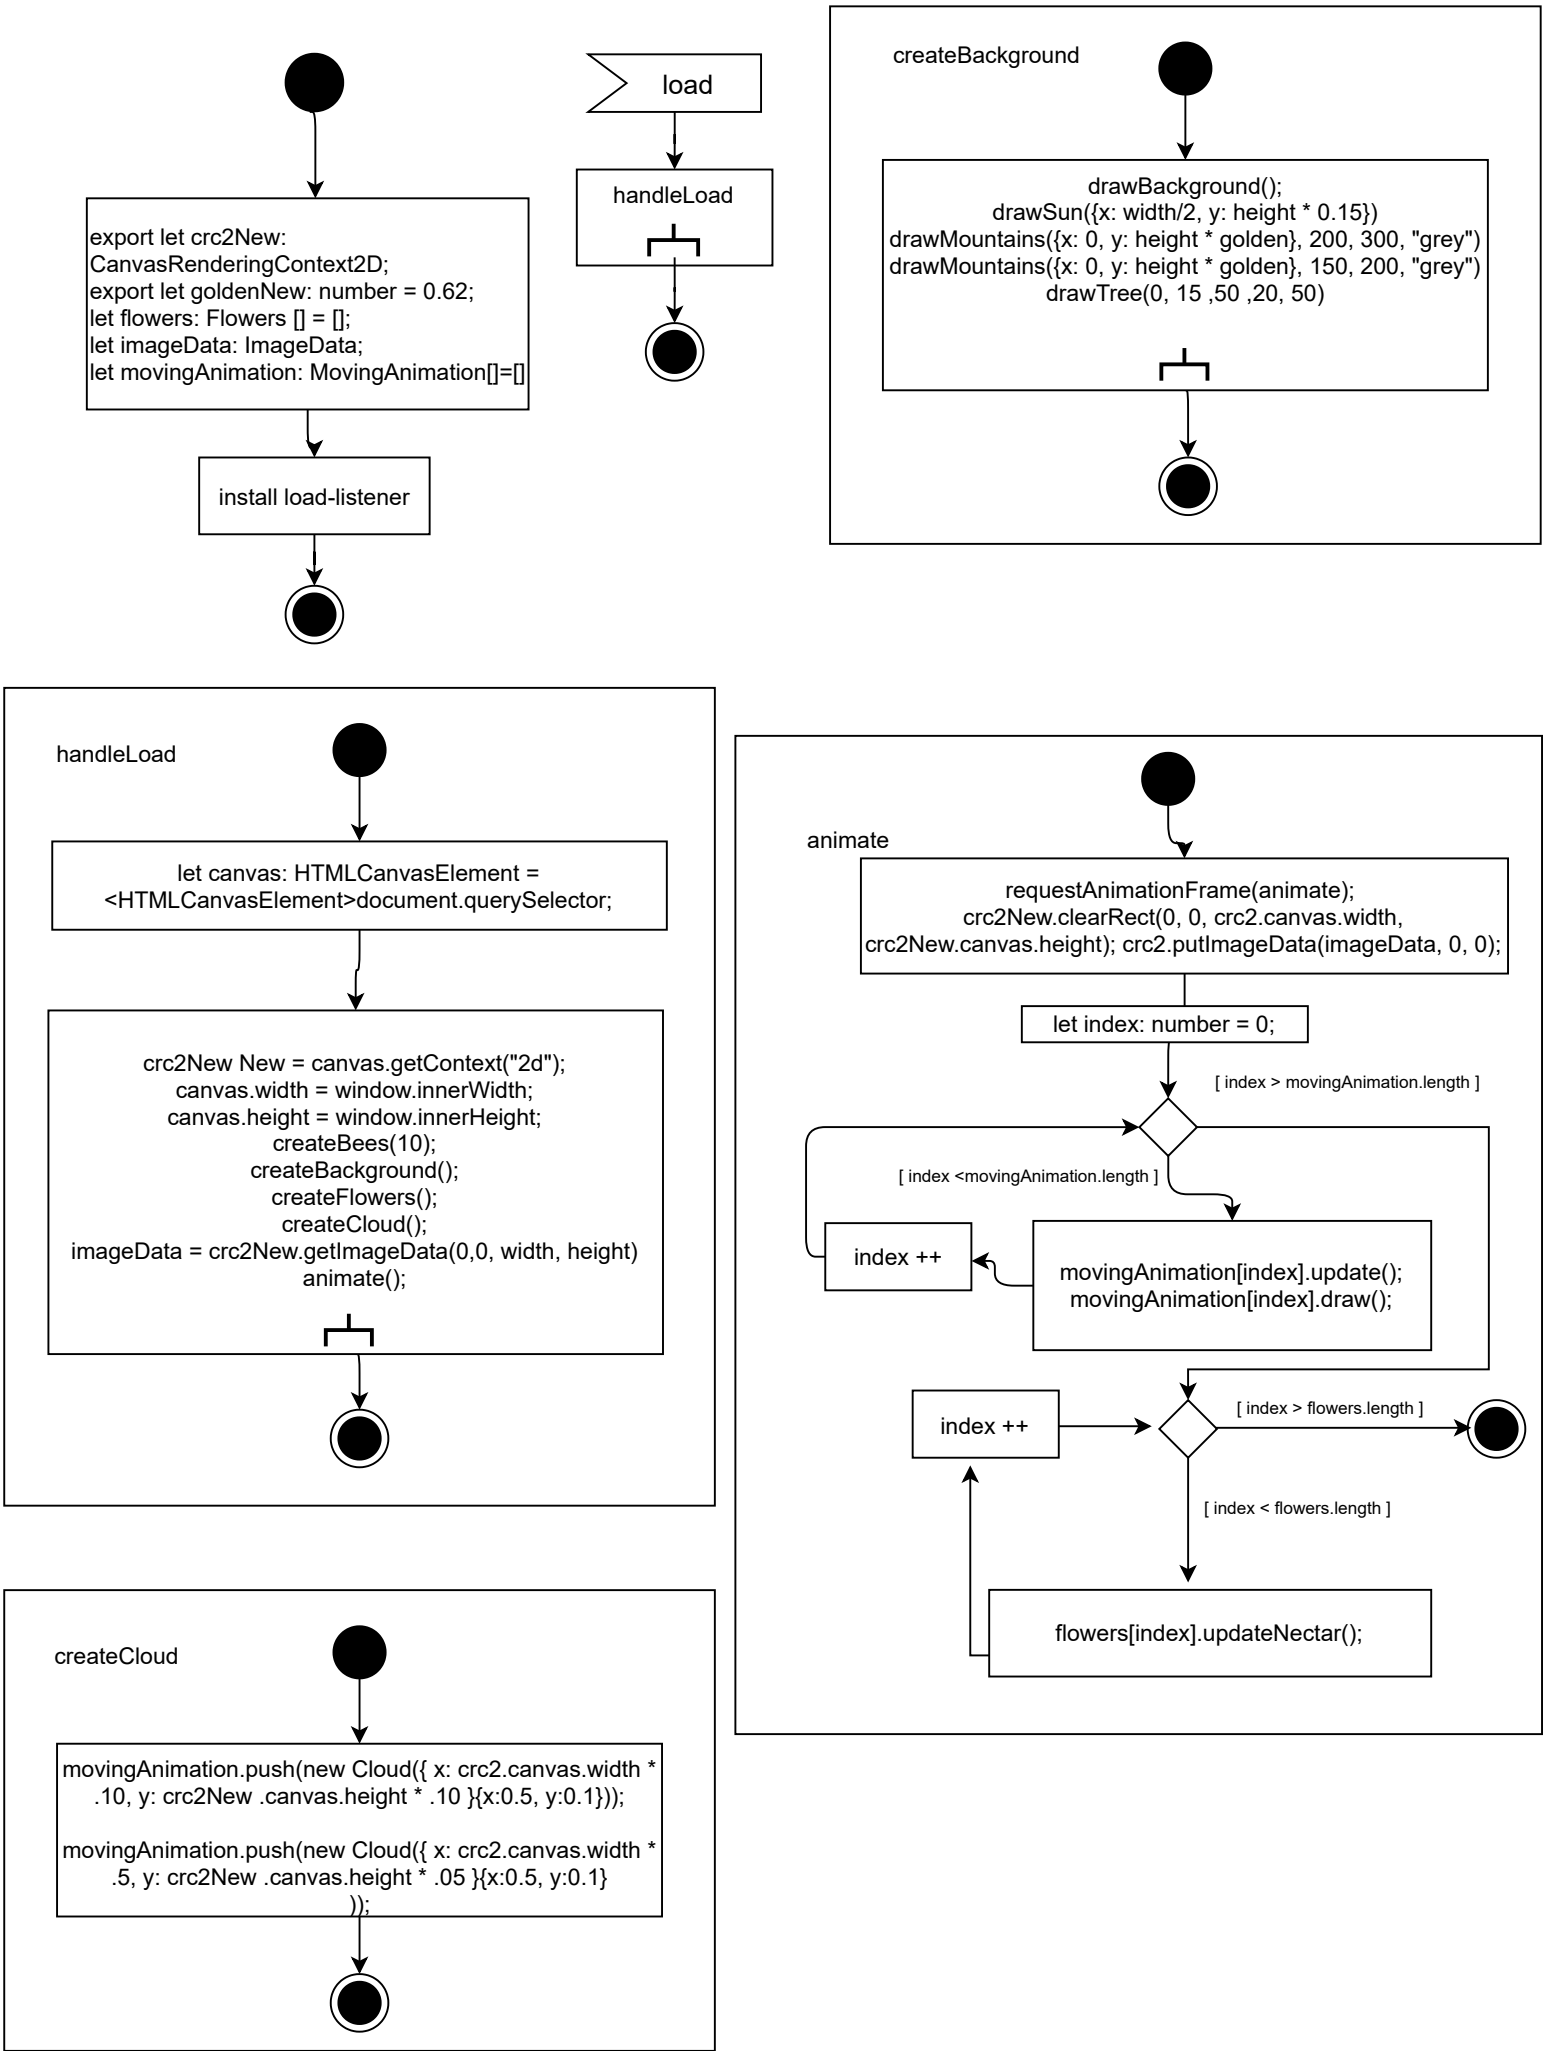 export let crc2New:
CanvasRenderingContext2D;
export let goldenNew: number = 0.62;
let flowers: Flowers [] = [];
let imageData: ImageData;
let movingAnimation: MovingAnimation[]=[]
install load-listener
load
handleLoad
createBackground
drawBackground();
drawSun({x: width/2, y: height * 0.15})
drawMountains({x: 0, y: height * golden}, 200, 300, "grey")
drawMountains({x: 0, y: height * golden}, 150, 200, "grey")
drawTree(0, 15 ,50 ,20, 50)
handleLoad
let canvas: HTMLCanvasElement =
<HTMLCanvasElement>document.querySelector;
crc2New New = canvas.getContext("2d");
canvas.width = window.innerWidth;
canvas.height = window.innerHeight;
createBees(10);
createBackground();
createFlowers();
createCloud();
imageData = crc2New.getImageData(0,0, width, height)
animate();
animate
requestAnimationFrame(animate);
crc2New.clearRect(0, 0, crc2.canvas.width,
crc2New.canvas.height); crc2.putImageData(imageData, 0, 0);
let index: number = 0;
[ index > movingAnimation.length ]
[ index <movingAnimation.length ]
index ++
movingAnimation[index].update();
movingAnimation[index].draw();
index ++
[ index > flowers.length ]
[ index < flowers.length ]
flowers[index].updateNectar();
createCloud
movingAnimation.push(new Cloud({ x: crc2.canvas.width *
.10, y: crc2New .canvas.height * .10 }{x:0.5, y:0.1}));
movingAnimation.push(new Cloud({ x: crc2.canvas.width *
.5, y: crc2New .canvas.height * .05 }{x:0.5, y:0.1}
));